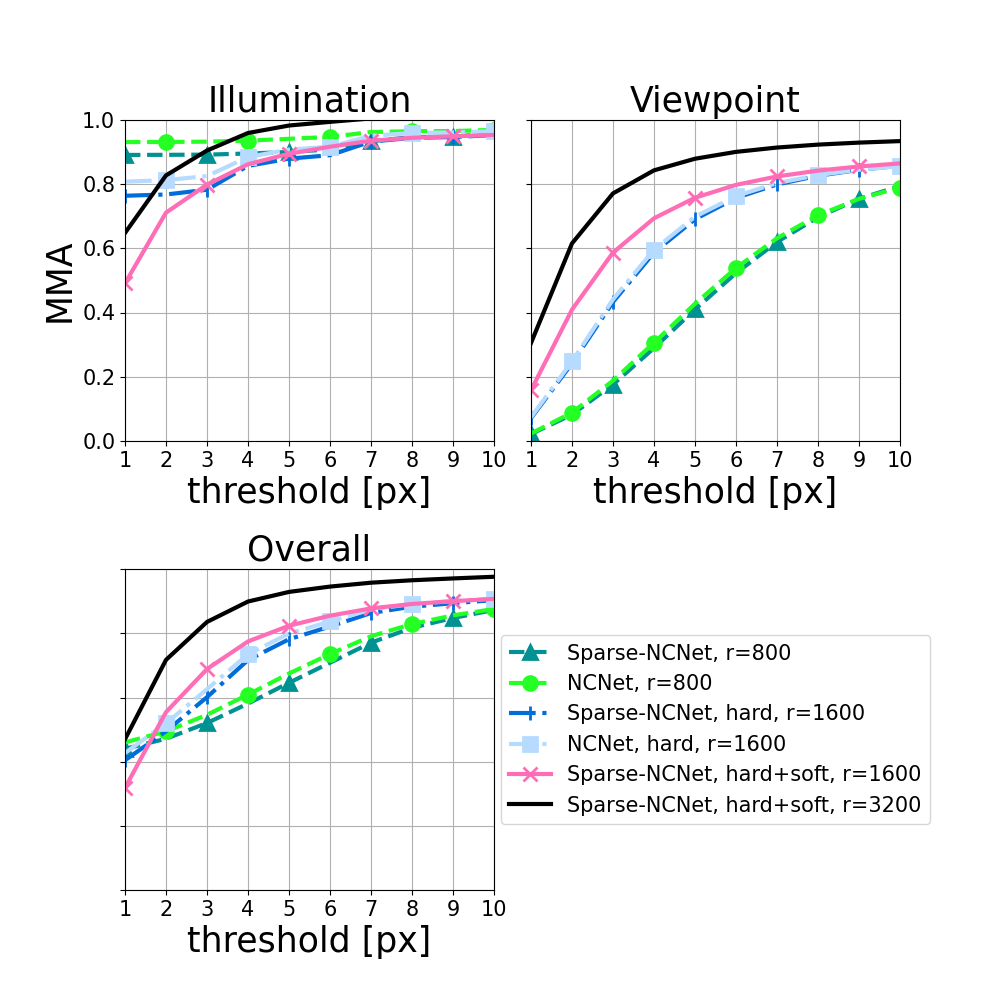 Illumination
Viewpoint
1.0
0.8
0.6
0.4
0.2
0.0
MMA
1 2 3 4 5 6 7 8 9 10
threshold [px]
1 2 3 4 5 6 7 8 9 10
threshold [px]
Overall
1 2 3 4 5 6 7 8 9 10
threshold [px]
Sparse-NCNet, r=800
NCNet, r=800
Sparse-NCNet, hard, r=1600
NCNet, hard, r=1600
Sparse-NCNet, hard+soft, r=1600
Sparse-NCNet, hard+soft, r=3200